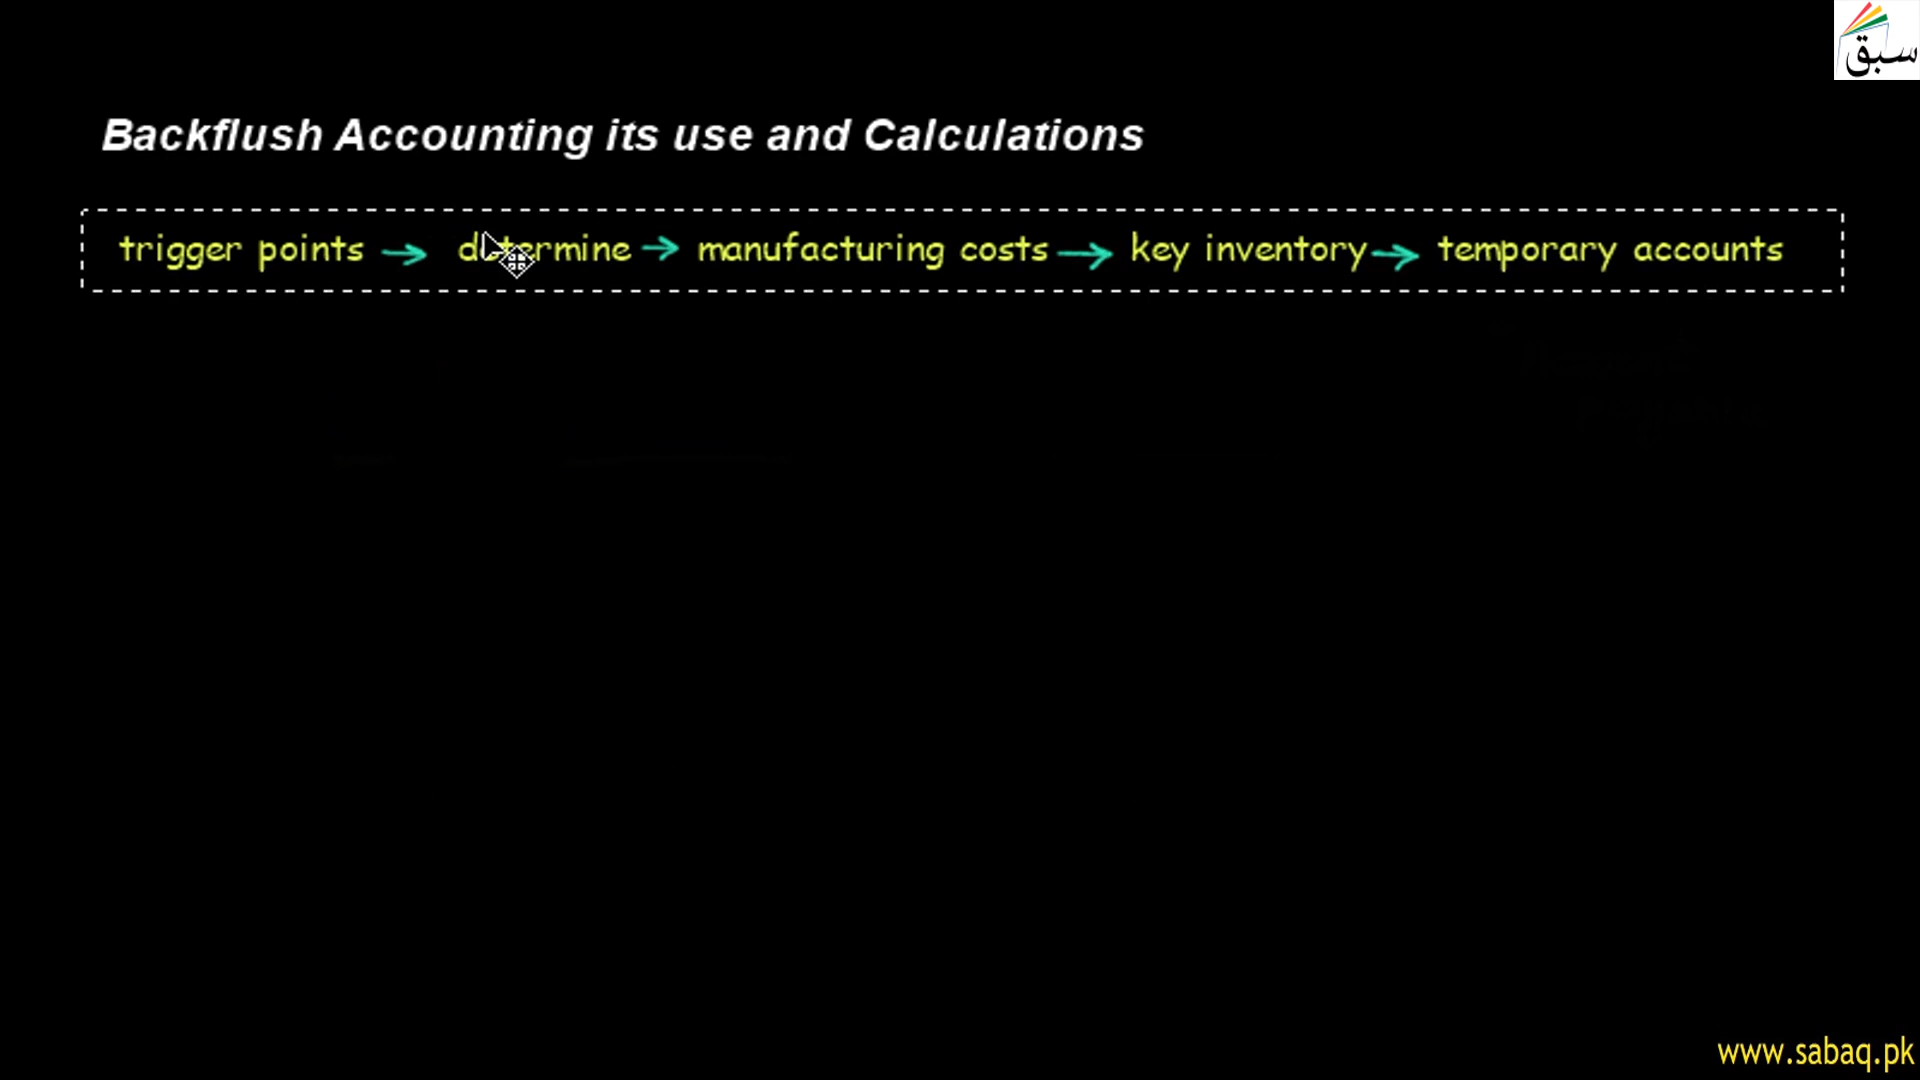 سبق
Backflush Accounting its use and Calculations
trigger points → determine → manufacturing costs → key inventory → temporary accounts
www.sabaq.pk